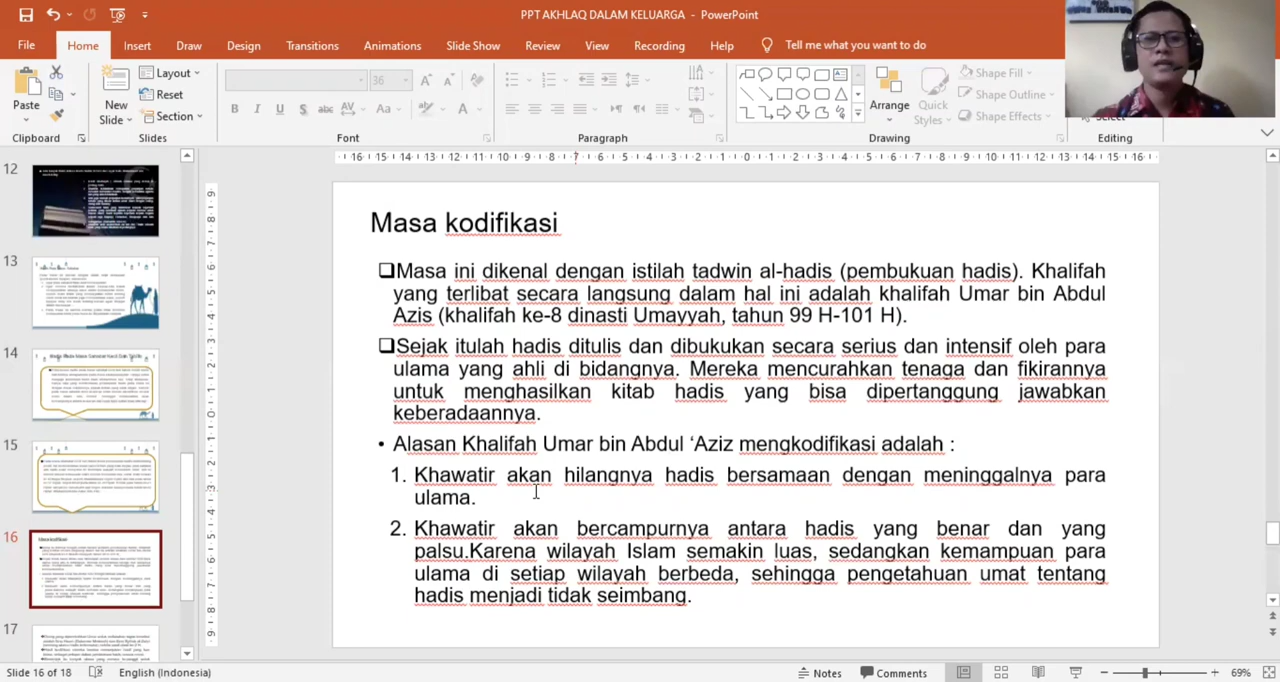 PPT AKHLAQ DALAM KELUARGA - PowerPoint
File Home Insert Draw Design Transitions Animations Slide Show Review View Recording Help Tell me what you want to do
Paste
New
Slide
Layout
Reset
Section
36
Arrange
Quick
Styles
Shape Fill
Shape Outline
Shape Effects
Select
Clipboard Slides Font Paragraph Drawing Editing
12
13
14
15
16
17
Masa kodifikasi
❑Masa ini dikenal dengan istilah tadwin al-hadis (pembukuan hadis). Khalifah
yang terlibat secara langsung dalam hal ini adalah khalifah Umar bin Abdul
Azis (khalifah ke-8 dinasti Umayyah, tahun 99 H-101 H).
❑Sejak itulah hadis ditulis dan dibukukan secara serius dan intensif oleh para
ulama yang ahli di bidangnya. Mereka mencurahkan tenaga dan fikirannya
untuk menghasilkan kitab hadis yang bisa dipertanggung jawabkan
keberadaannya.
• Alasan Khalifah Umar bin Abdul ‘Aziz mengkodifikasi adalah :
1. Khawatir akan hilangnya hadis bersamaan dengan meninggalnya para
ulama.
2. Khawatir akan bercampurnya antara hadis yang benar dan yang
palsu.Karena wilayah Islam semakin luas sedangkan kemampuan para
ulama di setiap wilayah berbeda, sehingga pengetahuan umat tentang
hadis menjadi tidak seimbang.
Slide 16 of 18 English (Indonesia) Notes Comments 69%